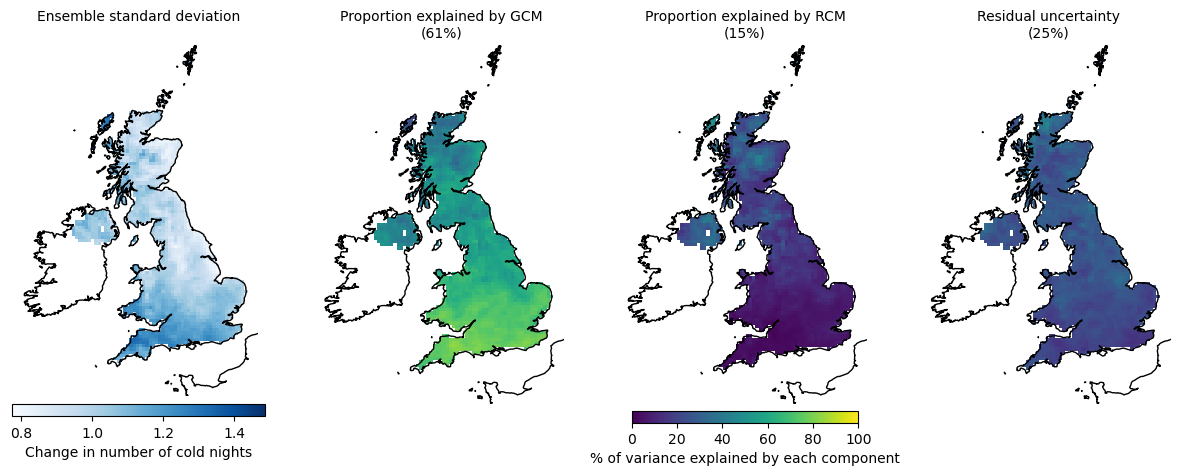 Ensemble standard deviation
Proportion explained by GCM
(61%)
Proportion explained by RCM
(15%)
Residual uncertainty
(25%)
0.8 1.0 1.2 1.4
Change in number of cold nights
0 20 40 60 80 100
% of variance explained by each component